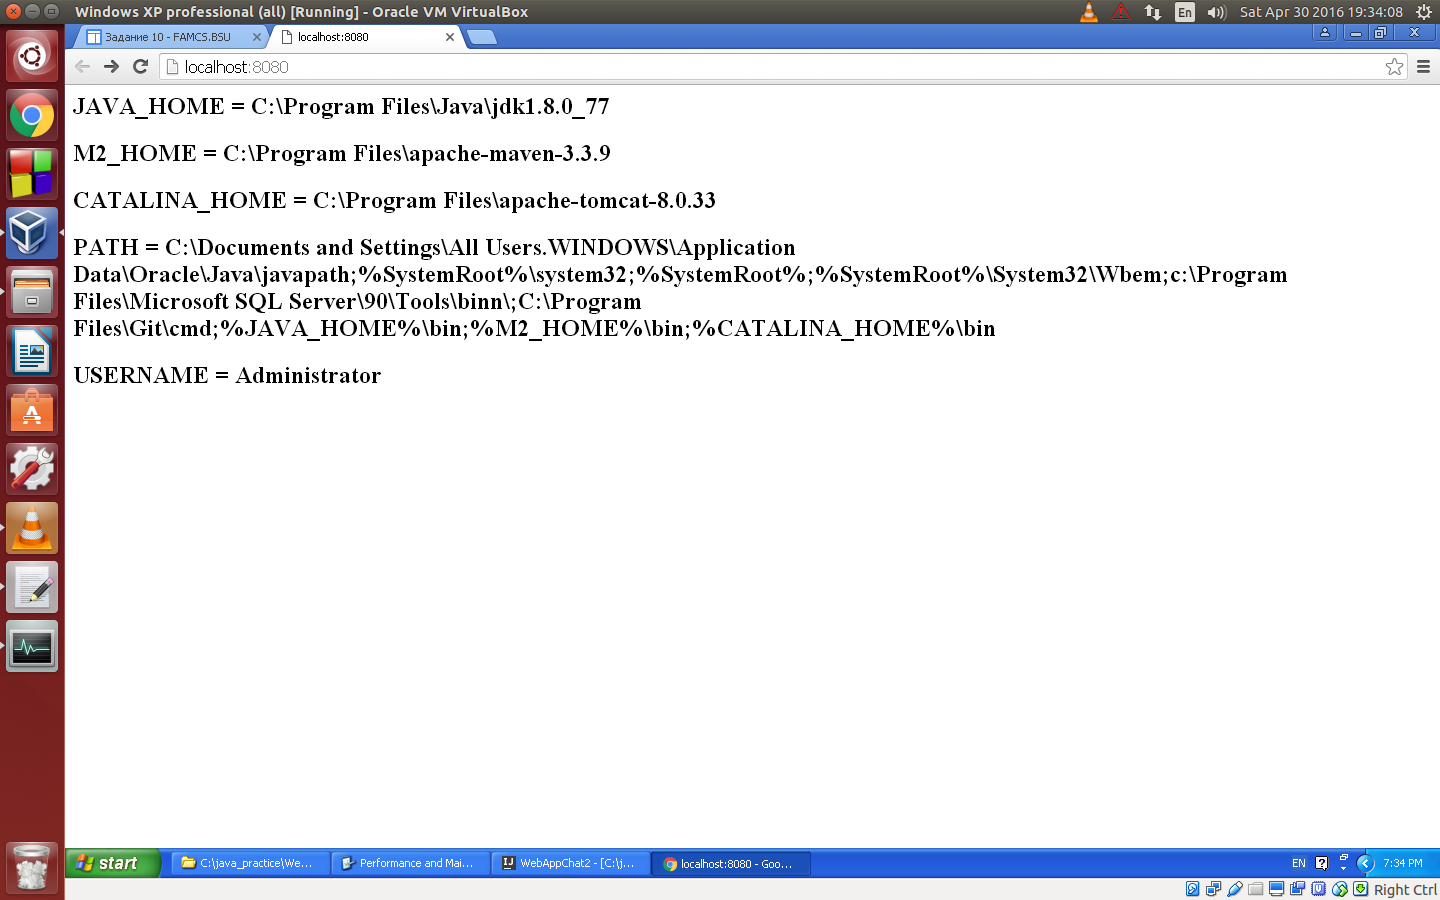 Windows XP professional (all) [Running] - Oracle VM VirtualBox
En
Sat Apr 30 2016 19:34:08
Задание 10 - FAMCS.BSU
localhost:8080
localhost:8080
JAVA_HOME = C:\Program Files\Java\jdk1.8.0_77
M2_HOME = C:\Program Files\apache-maven-3.3.9
CATALINA_HOME = C:\Program Files\apache-tomcat-8.0.33
PATH = C:\Documents and Settings\All Users.WINDOWS\Application
Data\Oracle\Java\javapath;%SystemRoot%\system32;%SystemRoot%;%SystemRoot%\System32\Wbem;c:\Program
Files\Microsoft SQL Server\90\Tools\binn\;C:\Program
Files\Git\cmd;%JAVA_HOME%\bin;%M2_HOME%\bin;%CATALINA_HOME%\bin
USERNAME = Administrator
start
C:\java_practice\We...
Performance and Mai...
IJ
WebAppChat2 - [C:\j...
localhost:8080 - Goo...
EN
7:34 PM
Right Ctrl